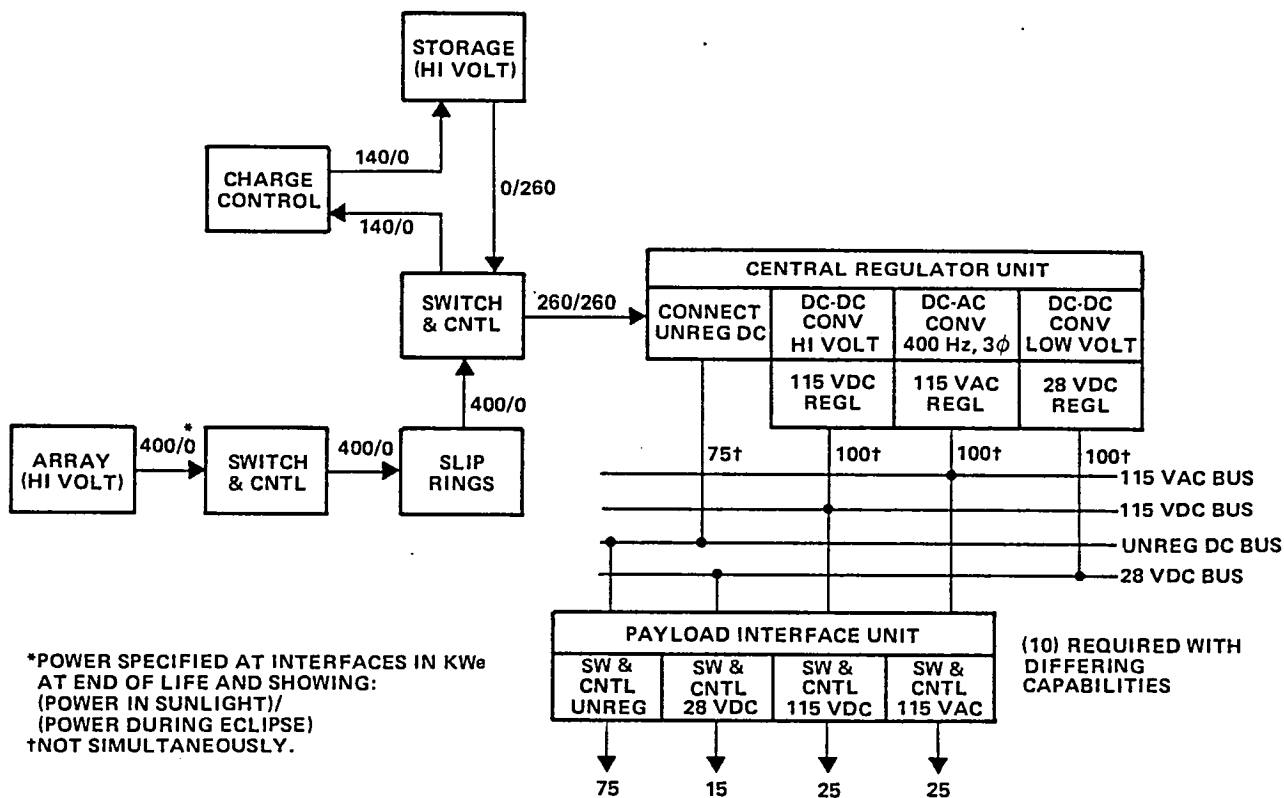 STORAGE
(HI VOLT)
140/0
CHARGE
CONTROL
0/260
140/0
SWITCH
& CNTL
260/260
CENTRAL REGULATOR UNIT
CONNECT
UNREG DC
DC-DC
CONV
HI VOLT
DC-AC
CONV
400 Hz, 3ϕ
DC-DC
CONV
LOW VOLT
115 VDC
REGL
115 VAC
REGL
28 VDC
REGL
400/0
ARRAY
(HI VOLT)
400/0*
SWITCH
& CNTL
400/0
SLIP
RINGS
75†
100†
100†
100†
115 VAC BUS
115 VDC BUS
UNREG DC BUS
28 VDC BUS
PAYLOAD INTERFACE UNIT
SW &
CNTL
UNREG
SW &
CNTL
28 VDC
SW &
CNTL
115 VDC
SW &
CNTL
115 VAC
(10) REQUIRED WITH
DIFFERING
CAPABILITIES
75
15
25
25
*POWER SPECIFIED AT INTERFACES IN KWe
AT END OF LIFE AND SHOWING:
(POWER IN SUNLIGHT)/
(POWER DURING ECLIPSE)
†NOT SIMULTANEOUSLY.